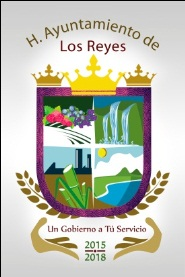 H. Ayuntamiento de
Los Reyes
Un Gobierno a Tú Servicio
2015
2018